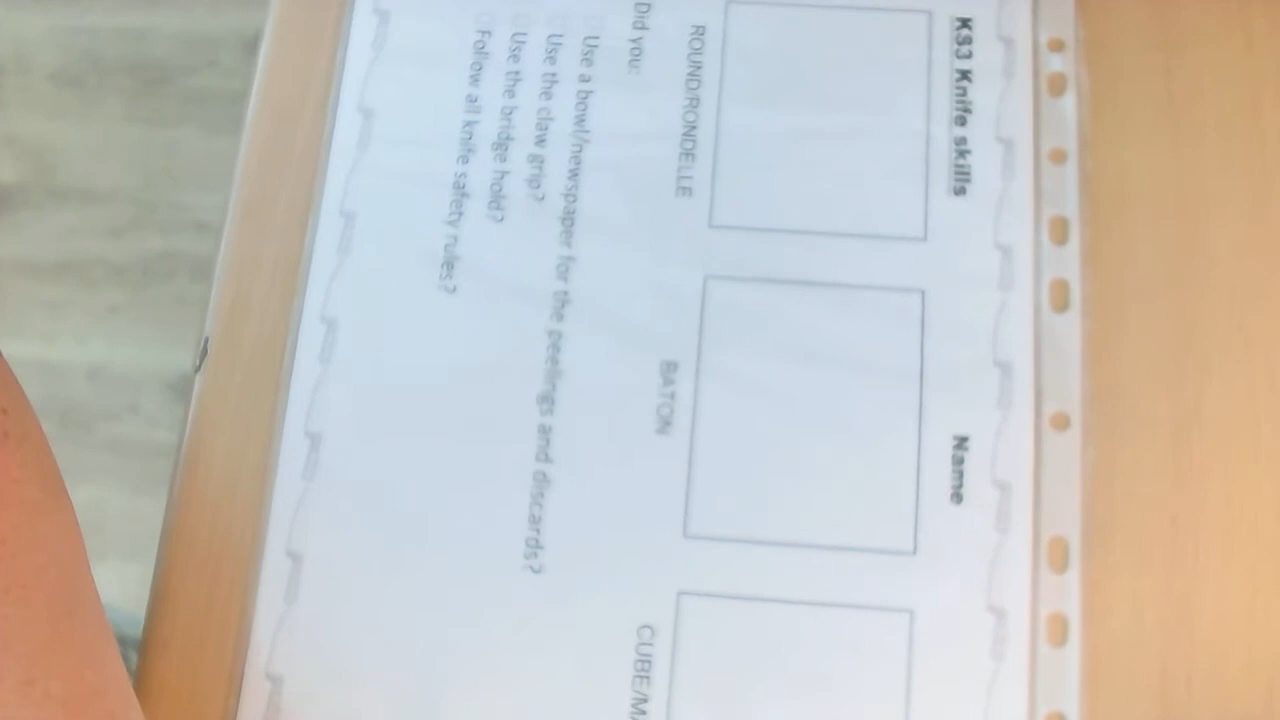 KS3 Knife skills
Name
ROUND/RONDELLE
BATON
Did you:
Use a bowl/newspaper for the peelings and discards?
Use the claw grip?
Use the bridge hold?
Follow all knife safety rules?